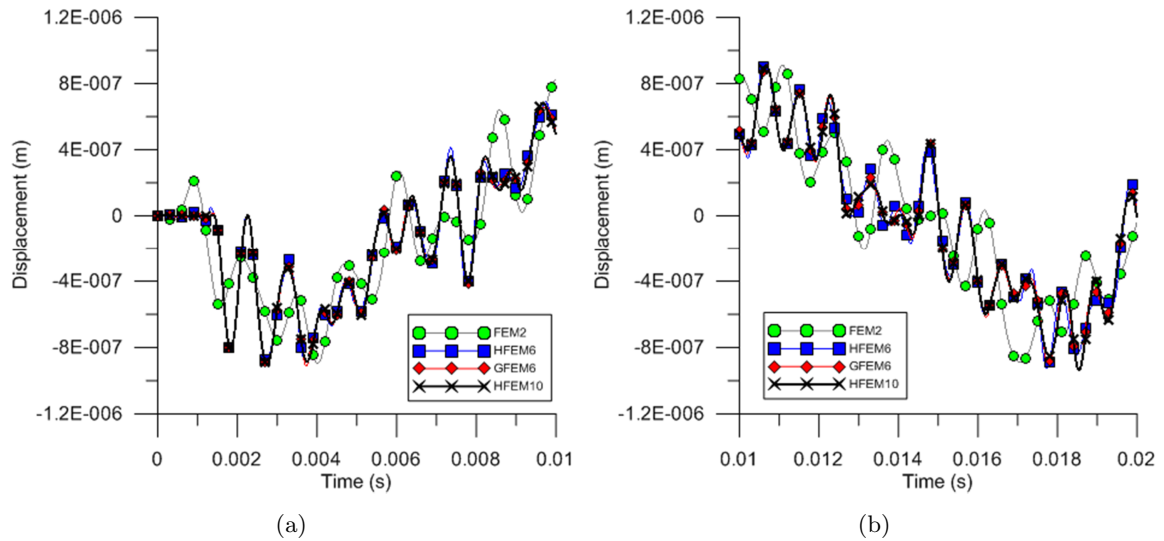 1.2E-006
8E-007
4E-007
0
-4E-007
-8E-007
-1.2E-006
Displacement (m)
FEM2
HFEM6
GFEM6
HFEM10
0 0.002 0.004 0.006 0.008 0.01
Time (s)
(a)
1.2E-006
8E-007
4E-007
0
-4E-007
-8E-007
-1.2E-006
Displacement (m)
FEM2
HFEM6
GFEM6
HFEM10
0.01 0.012 0.014 0.016 0.018 0.02
Time (s)
(b)